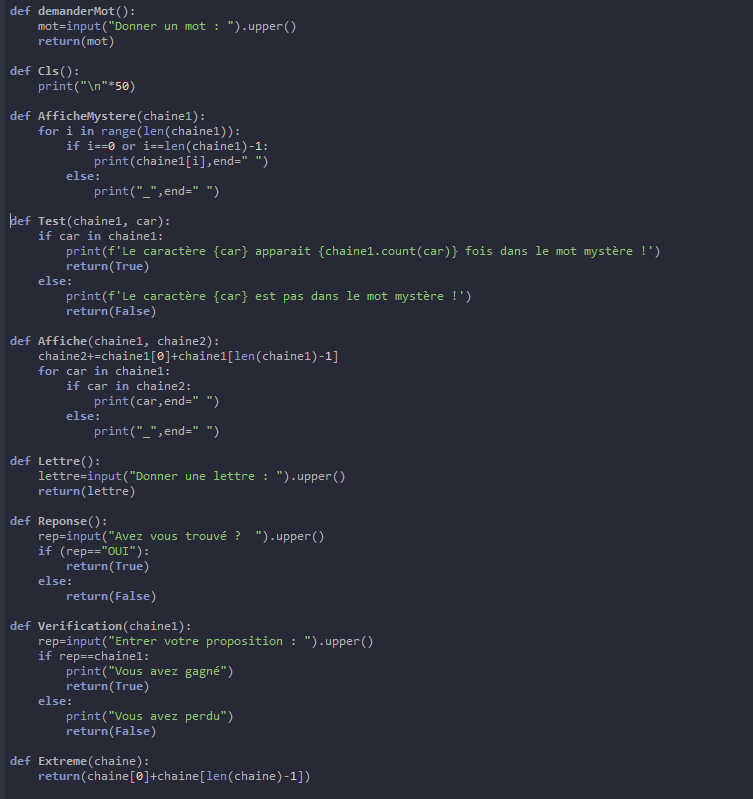 def demanderMot():
    mot=input("Donner un mot : ").upper()
    return(mot)

def Cls():
    print("\n"*50)

def AfficheMystere(chaine1):
    for i in range(len(chaine1)):
        if i==0 or i==len(chaine1)-1:
            print(chaine1[i],end=" ")
        else:
            print("_",end=" ")

def Test(chaine1, car):
    if car in chaine1:
        print(f'Le caractère {car} apparait {chaine1.count(car)} fois dans le mot mystère !')
        return(True)
    else:
        print(f'Le caractère {car} est pas dans le mot mystère !')
        return(False)

def Affiche(chaine1, chaine2):
    chaine2+=chaine1[0]+chaine1[len(chaine1)-1]
    for car in chaine1:
        if car in chaine2:
            print(car,end=" ")
        else:
            print("_",end=" ")

def Lettre():
    lettre=input("Donner une lettre : ").upper()
    return(lettre)

def Reponse():
    rep=input("Avez vous trouvé ?  ").upper()
    if (rep=="OUI"):
        return(True)
    else:
        return(False)

def Verification(chaine1):
    rep=input("Entrer votre proposition : ").upper()
    if rep==chaine1:
        print("Vous avez gagné")
        return(True)
    else:
        print("Vous avez perdu")
        return(False)

def Extreme(chaine):
    return(chaine[0]+chaine[len(chaine)-1])